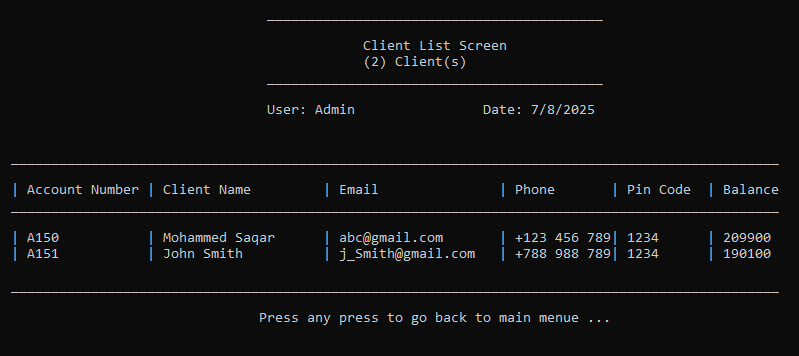 Client List Screen
(2) Client(s)
User: Admin Date: 7/8/2025
| Account Number | Client Name | Email | Phone | Pin Code | Balance
| A150 | Mohammed Saqar | abc@gmail.com | +123 456 789| 1234 | 209900
| A151 | John Smith | j_Smith@gmail.com | +788 988 789| 1234 | 190100
Press any press to go back to main menue ...